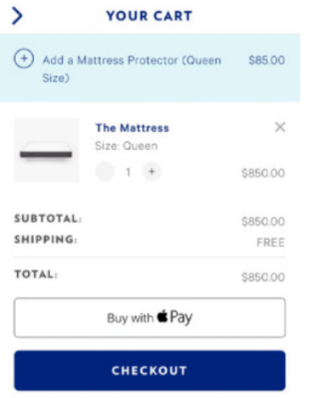 YOUR CART
Add a Mattress Protector (Queen $85.00
Size)
The Mattress
Size: Queen
1 +
$850.00
SUBTOTAL: $850.00
SHIPPING: FREE
TOTAL: $850.00
Buy with Pay
CHECKOUT